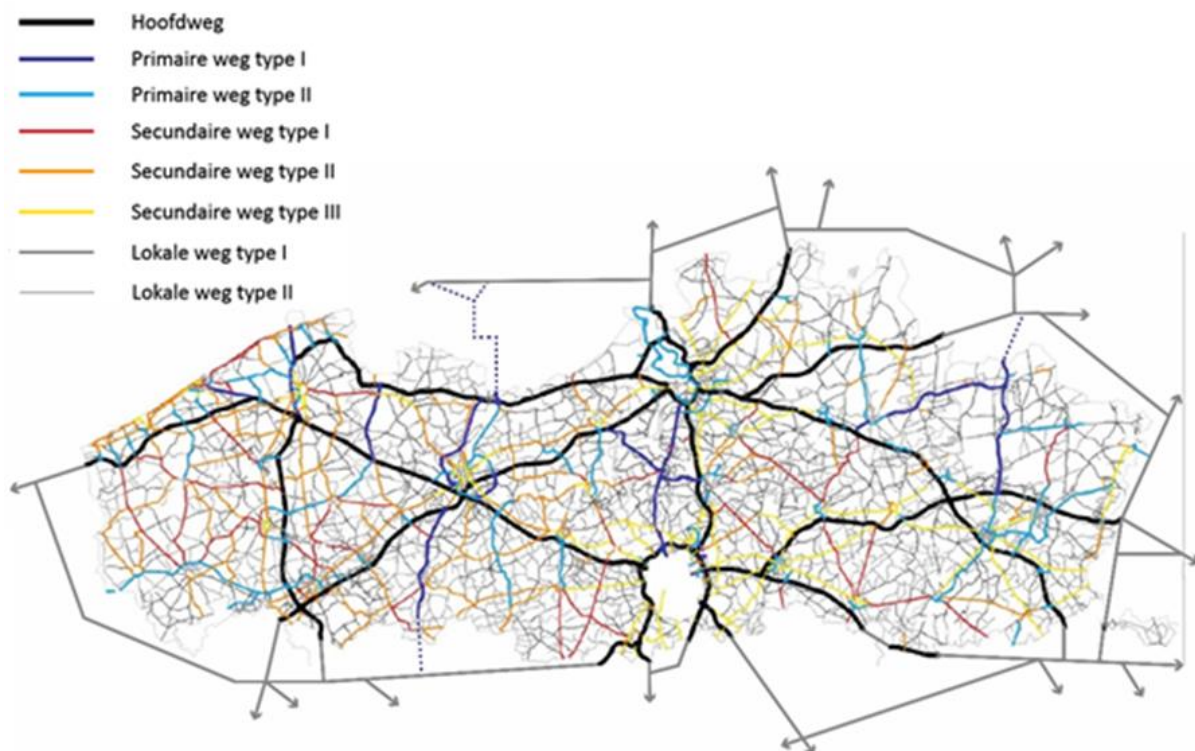 Hoofdweg
Primaire weg type I
Primaire weg type II
Secundaire weg type I
Secundaire weg type II
Secundaire weg type III
Lokale weg type I
Lokale weg type II